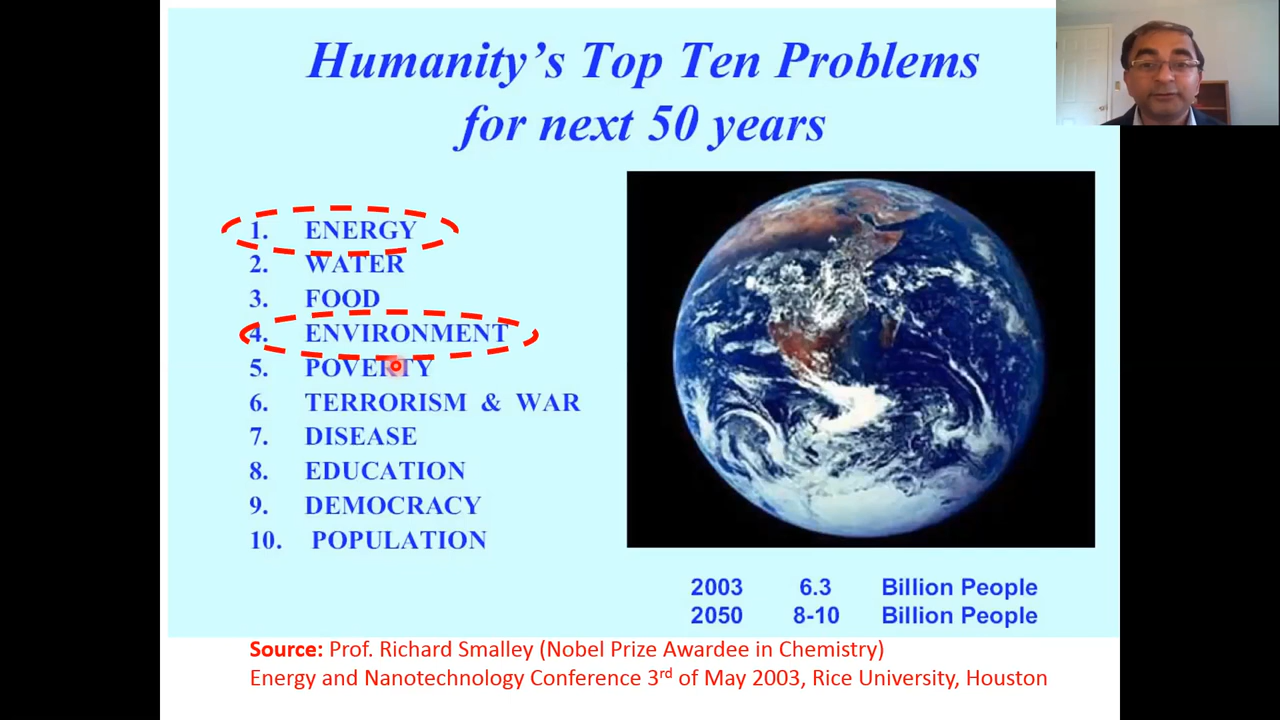 Humanity's Top Ten Problems
for next 50 years
1. ENERGY
2. WATER
3. FOOD
4. ENVIRONMENT
5. POVERTY
6. TERRORISM & WAR
7. DISEASE
8. EDUCATION
9. DEMOCRACY
10. POPULATION
2003 6.3 Billion People
2050 8-10 Billion People
Source: Prof. Richard Smalley (Nobel Prize Awardee in Chemistry)
Energy and Nanotechnology Conference 3rd of May 2003, Rice University, Houston